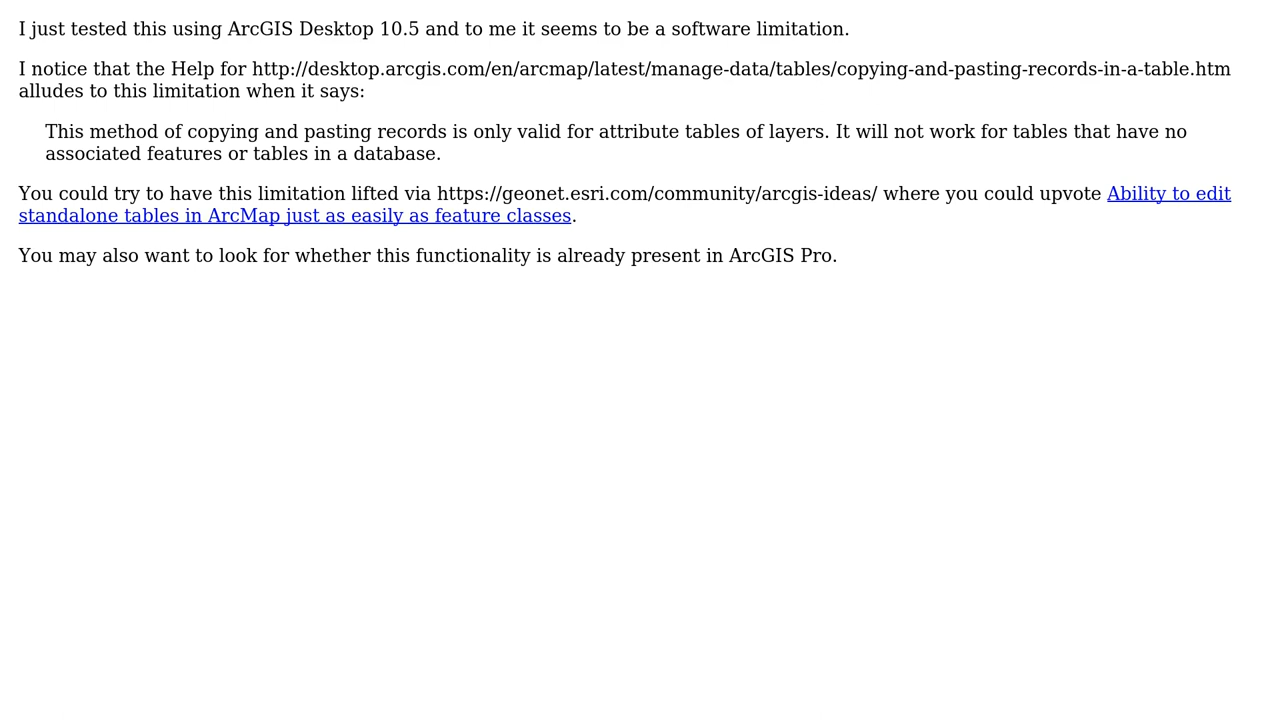 I just tested this using ArcGIS Desktop 10.5 and to me it seems to be a software limitation.
I notice that the Help for http://desktop.arcgis.com/en/arcmap/latest/manage-data/tables/copying-and-pasting-records-in-a-table.htm
alludes to this limitation when it says:
This method of copying and pasting records is only valid for attribute tables of layers. It will not work for tables that have no
associated features or tables in a database.
You could try to have this limitation lifted via https://geonet.esri.com/community/arcgis-ideas/ where you could upvote Ability to edit
standalone tables in ArcMap just as easily as feature classes.
You may also want to look for whether this functionality is already present in ArcGIS Pro.